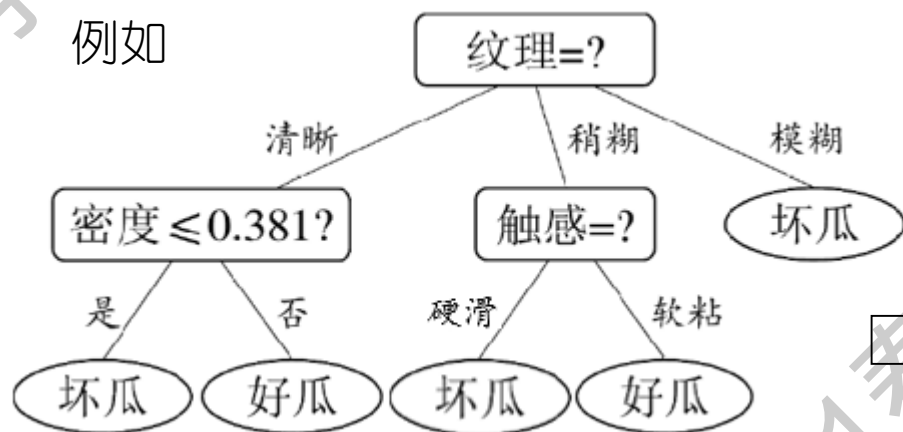 例如
纹理=?
清晰 稍糊 模糊
密度≤0.381? 触感=? 坏瓜
是 否 硬滑 软粘
坏瓜 好瓜 坏瓜 好瓜